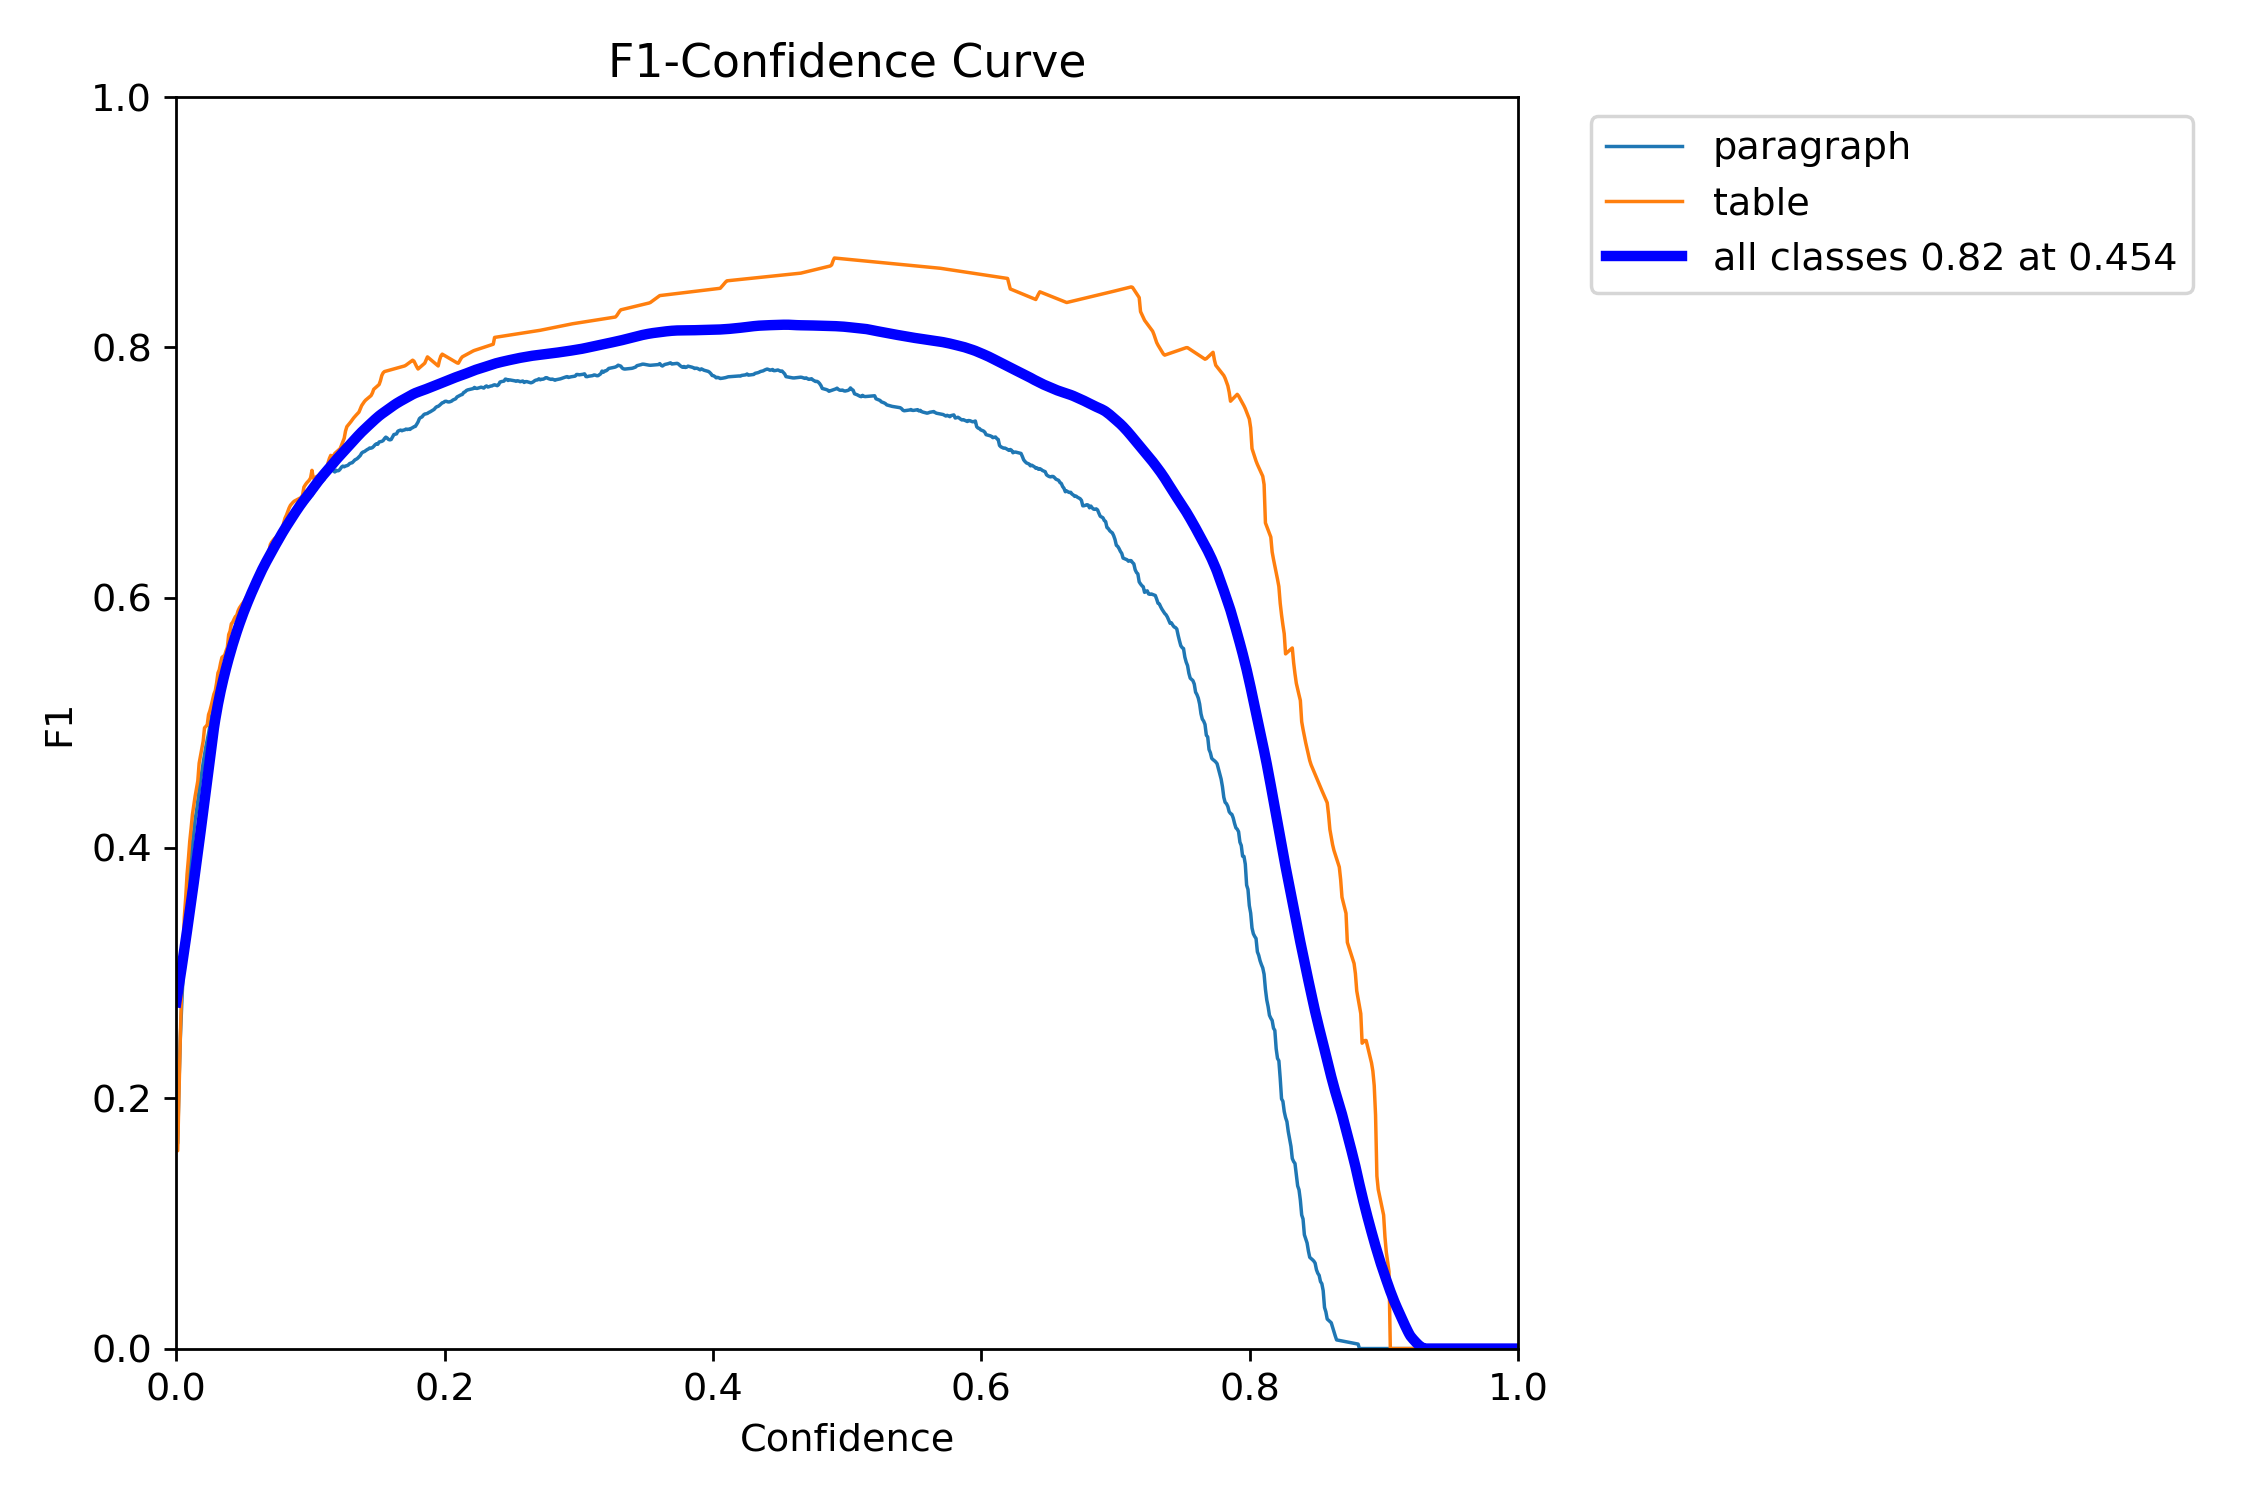 F1-Confidence Curve
1.0
0.8
0.6
0.4
0.2
0.0
F1
0.0 0.2 0.4 0.6 0.8 1.0
Confidence
paragraph
table
all classes 0.82 at 0.454